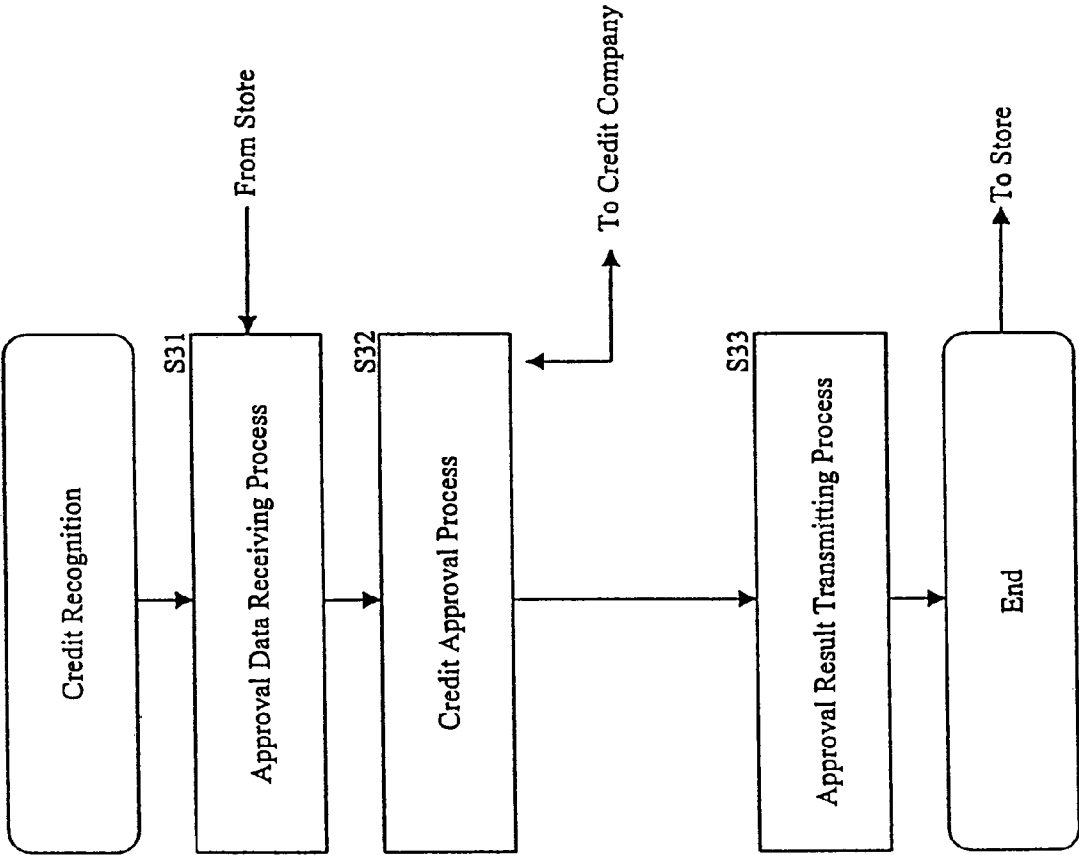 Credit Recognition
S31
Approval Data Receiving Process
From Store
S32
Credit Approval Process
To Credit Company
S33
Approval Result Transmitting Process
End
To Store